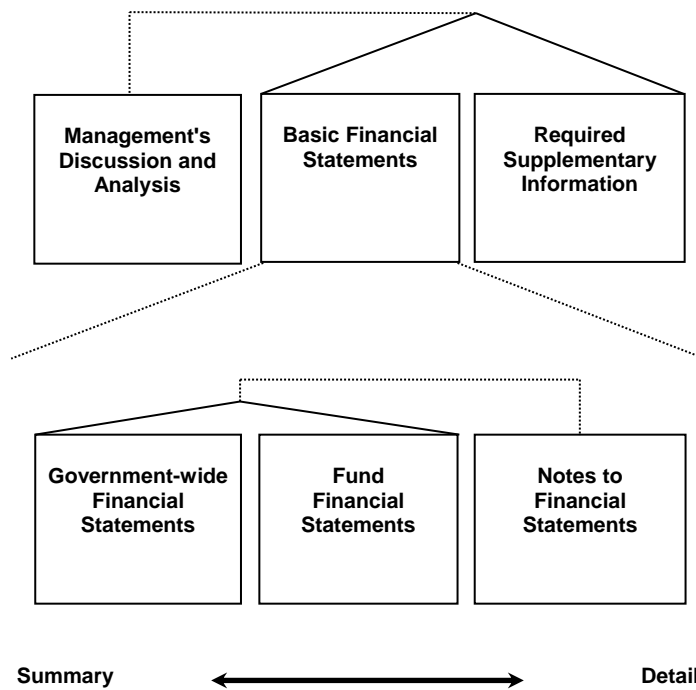 Management's
Discussion and
Analysis
Basic Financial
Statements
Required
Supplementary
Information
Government-wide
Financial
Statements
Fund
Financial
Statements
Notes to
Financial
Statements
Summary
Detail